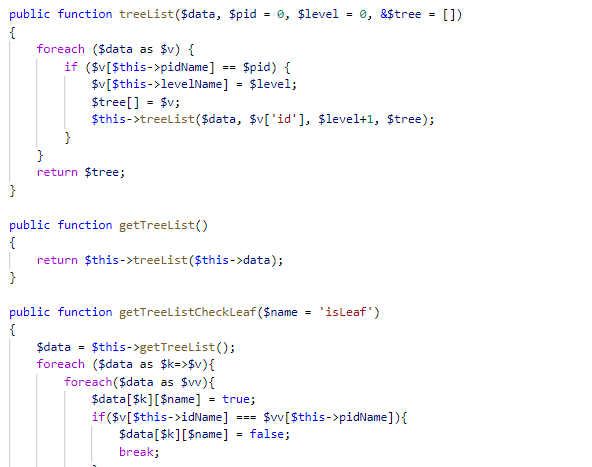 public function treeList($data, $pid = 0, $level = 0, &$tree = [])
{
    foreach ($data as $v) {
        if ($v[$this->pidName] == $pid) {
            $v[$this->levelName] = $level;
            $tree[] = $v;
            $this->treeList($data, $v['id'], $level+1, $tree);
        }
    }
    return $tree;
}

public function getTreeList()
{
    return $this->treeList($this->data);
}

public function getTreeListCheckLeaf($name = 'isLeaf')
{
    $data = $this->getTreeList();
    foreach ($data as $k=>$v){
        foreach($data as $vv){
            $data[$k][$name] = true;
            if($v[$this->idName] === $vv[$this->pidName]){
                $data[$k][$name] = false;
                break;